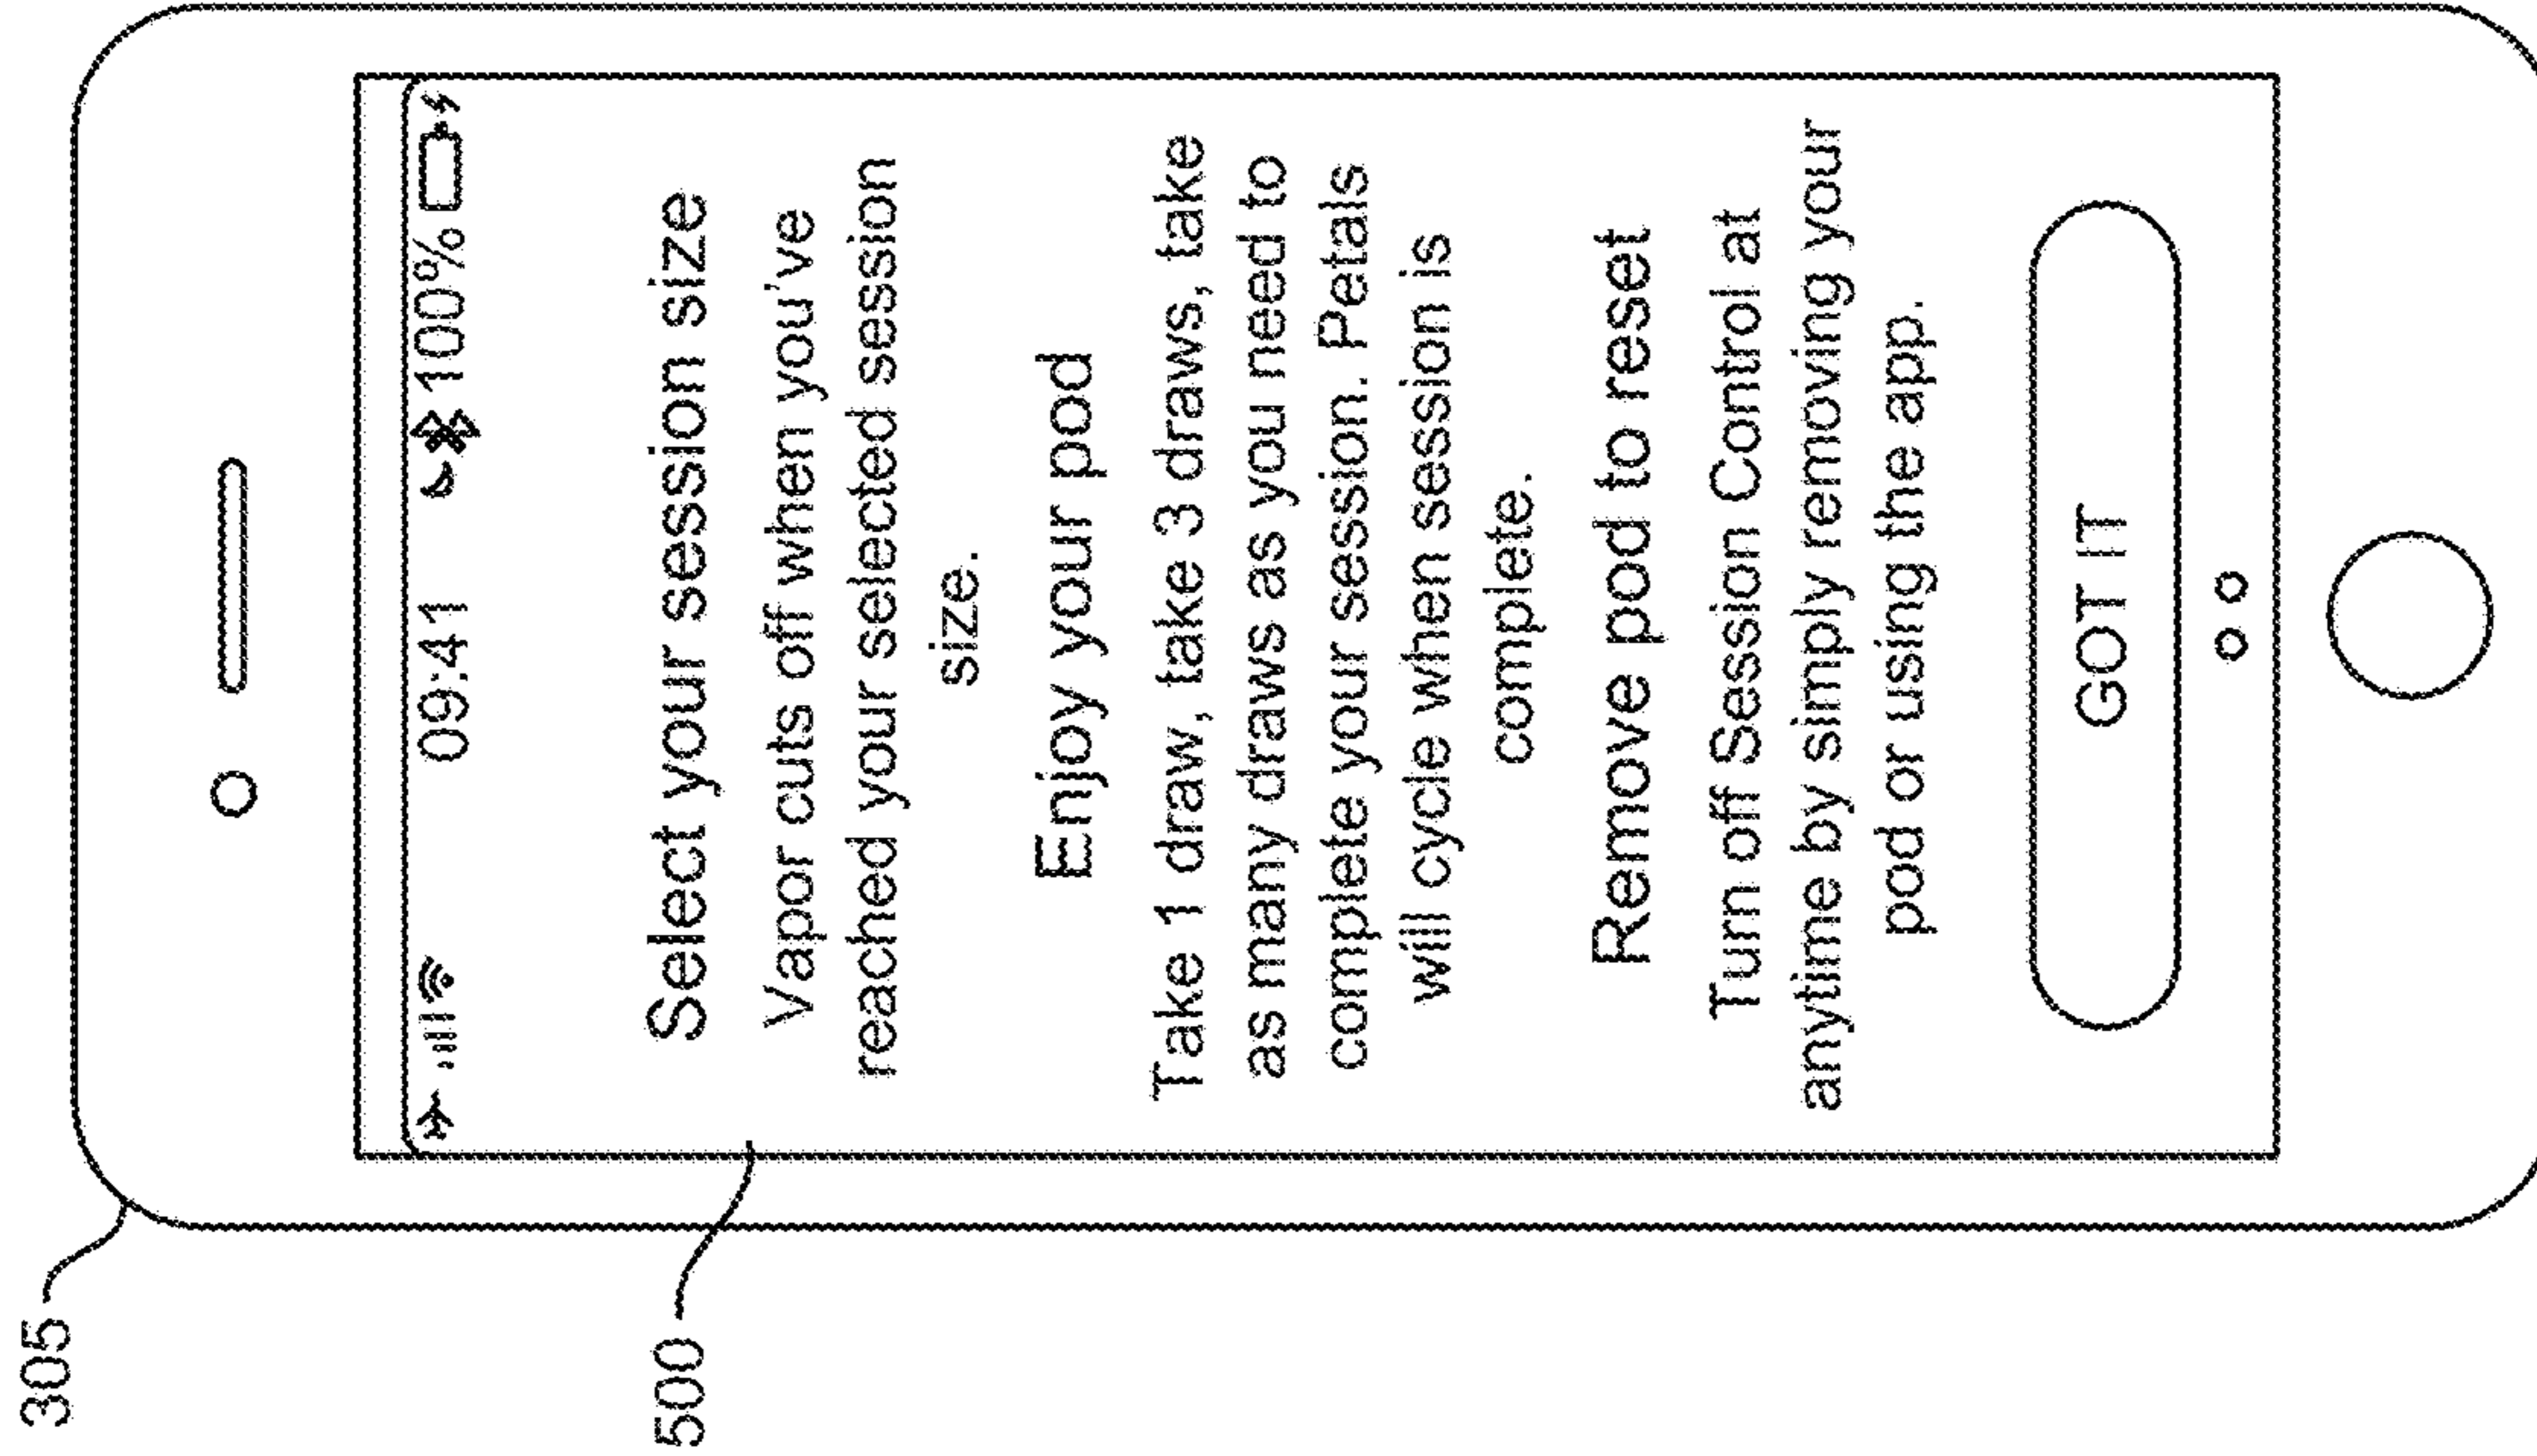 305
500
09:41 100%
Select your session size
Vapor cuts off when you've
reached your selected session
size.
Enjoy your pod
Take 1 draw, take 3 draws, take
as many draws as you need to
complete your session. Petals
will cycle when session is
complete.
Remove pod to reset
Turn off Session Control at
anytime by simply removing your
pod or using the app.
GOT IT